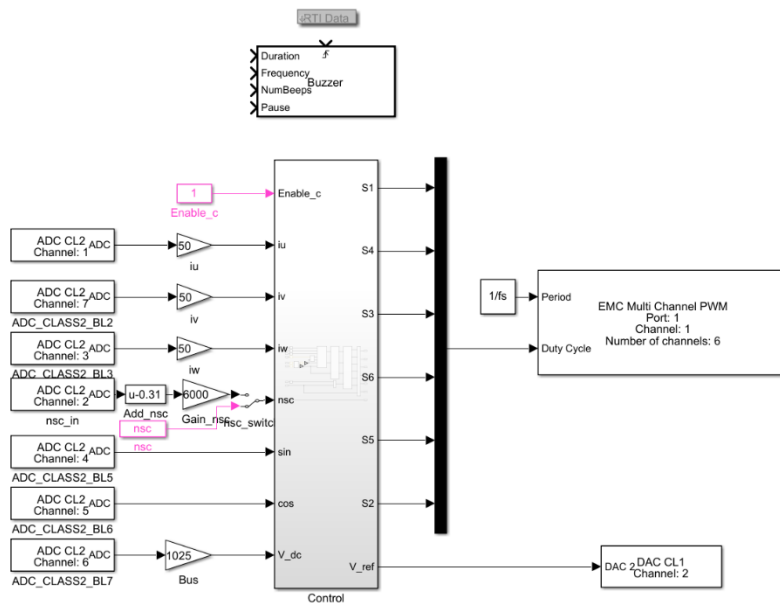 RTI Data
Duration
Frequency
Buzzer
NumBeeps
Pause
Enable_c
1
Enable_c
ADC CL2
Channel: 1
ADC
50
iu
iu
ADC CL2
Channel: 7
ADC
ADC_CLASS2_BL2
50
iv
iv
ADC CL2
Channel: 3
ADC
ADC_CLASS2_BL3
50
iw
iw
ADC CL2
Channel: 2
ADC
nsc_in
u-0.31
Add_nsc
6000
Gain_nsc
nsc_switc
nsc
nsc
nsc
ADC CL2
Channel: 4
ADC
ADC_CLASS2_BL5
sin
ADC CL2
Channel: 5
ADC
ADC_CLASS2_BL6
cos
ADC CL2
Channel: 6
ADC
ADC_CLASS2_BL7
1025
Bus
V_dc
Control
S1
S4
S3
S6
S5
S2
V_ref
1/fs
Period
Duty Cycle
EMC Multi Channel PWM
Port: 1
Channel: 1
Number of channels: 6
DAC 2
DAC CL1
Channel: 2